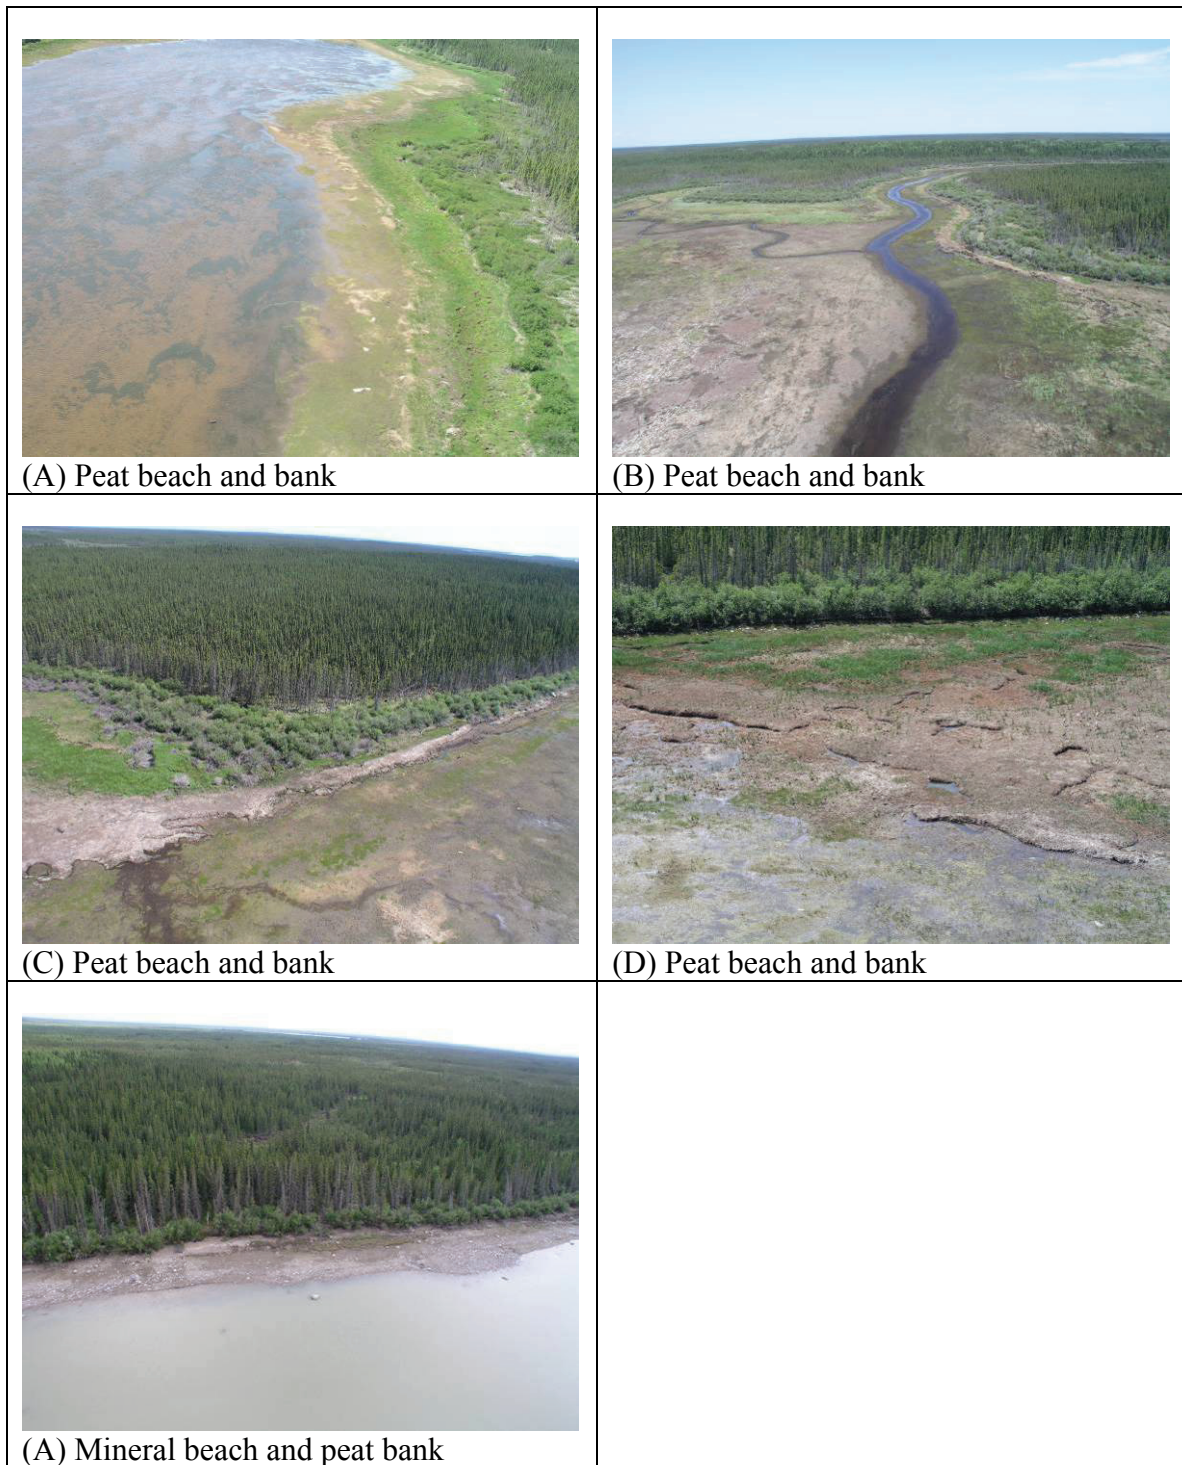 (A) Peat beach and bank
(B) Peat beach and bank
(C) Peat beach and bank
(D) Peat beach and bank
(A) Mineral beach and peat bank